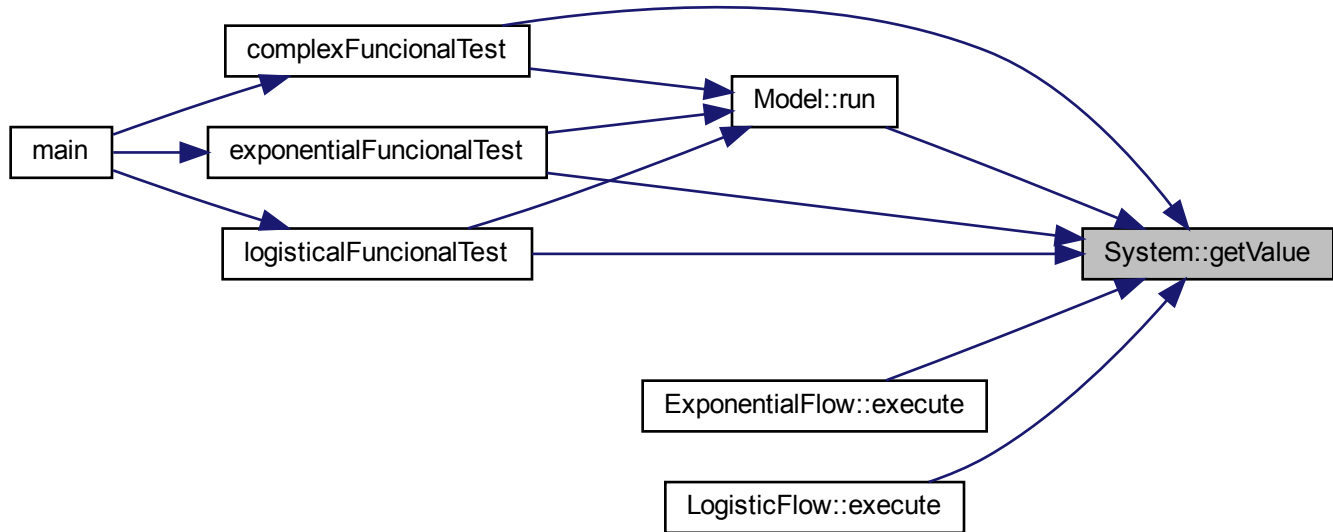 complexFuncionalTest
Model::run
main
exponentialFuncionalTest
logisticalFuncionalTest
System::getValue
ExponentialFlow::execute
LogisticFlow::execute